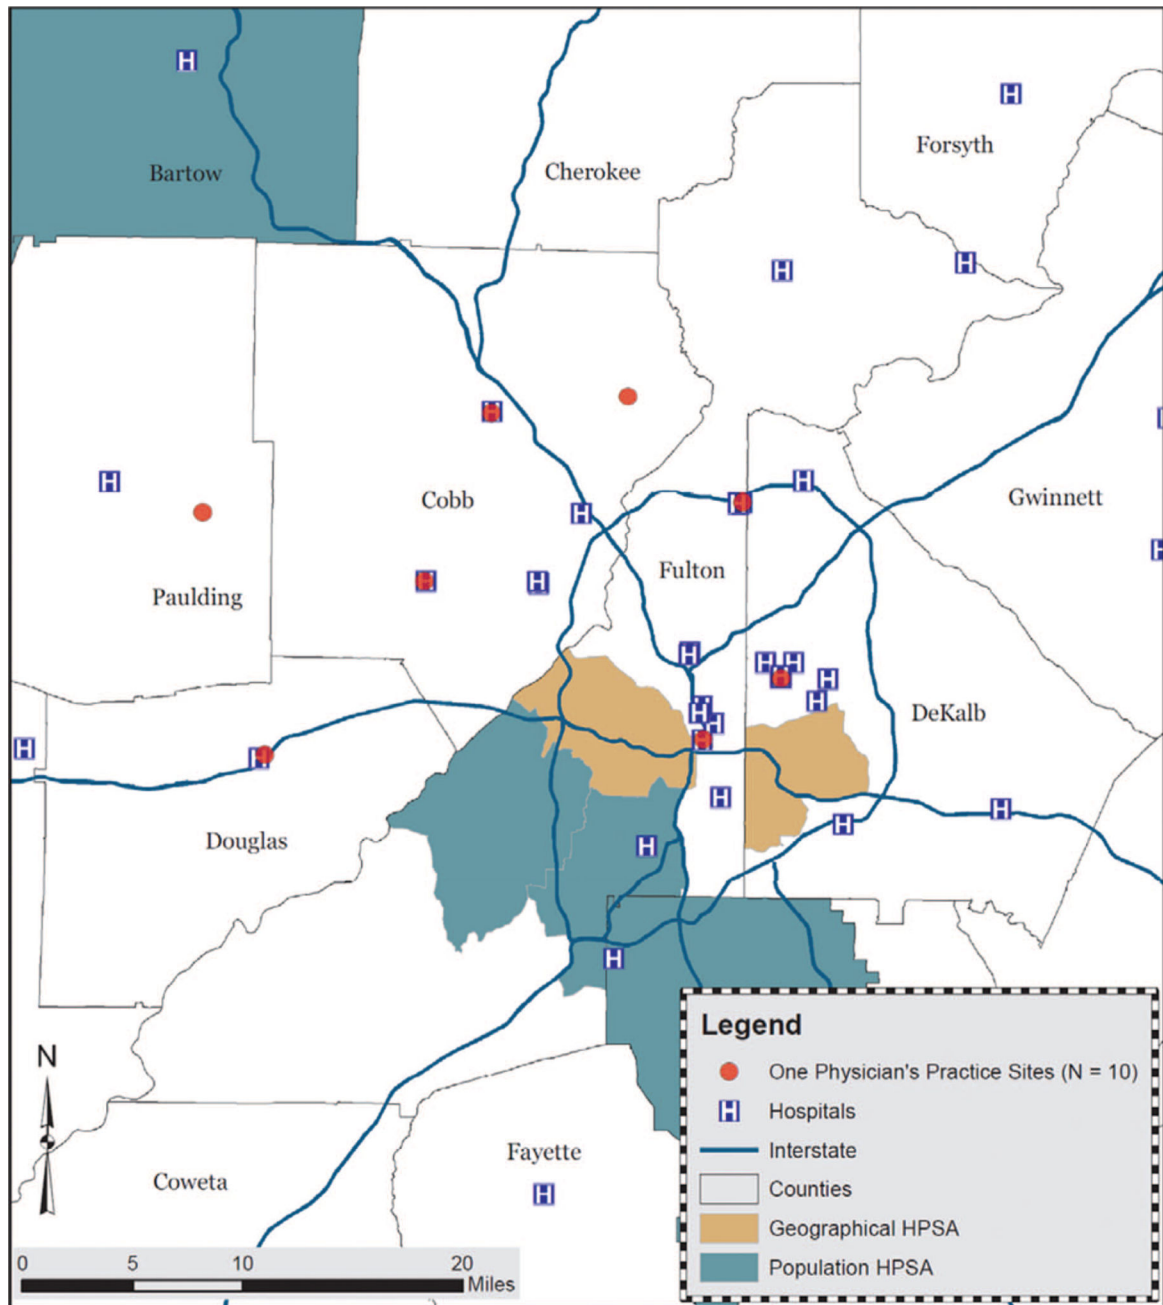 H
H
Forsyth
Bartow
Cherokee
H
H
H
H
H
H
Gwinnett
Cobb
H
H
H
Fulton
H
H
H
Paulding
H
H
H
H
H
H
H
DeKalb
H
H
H
H
H
H
H
H
Douglas
H
H
Legend
N
One Physician's Practice Sites (N = 10)
H
Hospitals
Fayette
Interstate
Coweta
H
Counties
Geographical HPSA
0 5 10 20
Miles
Population HPSA